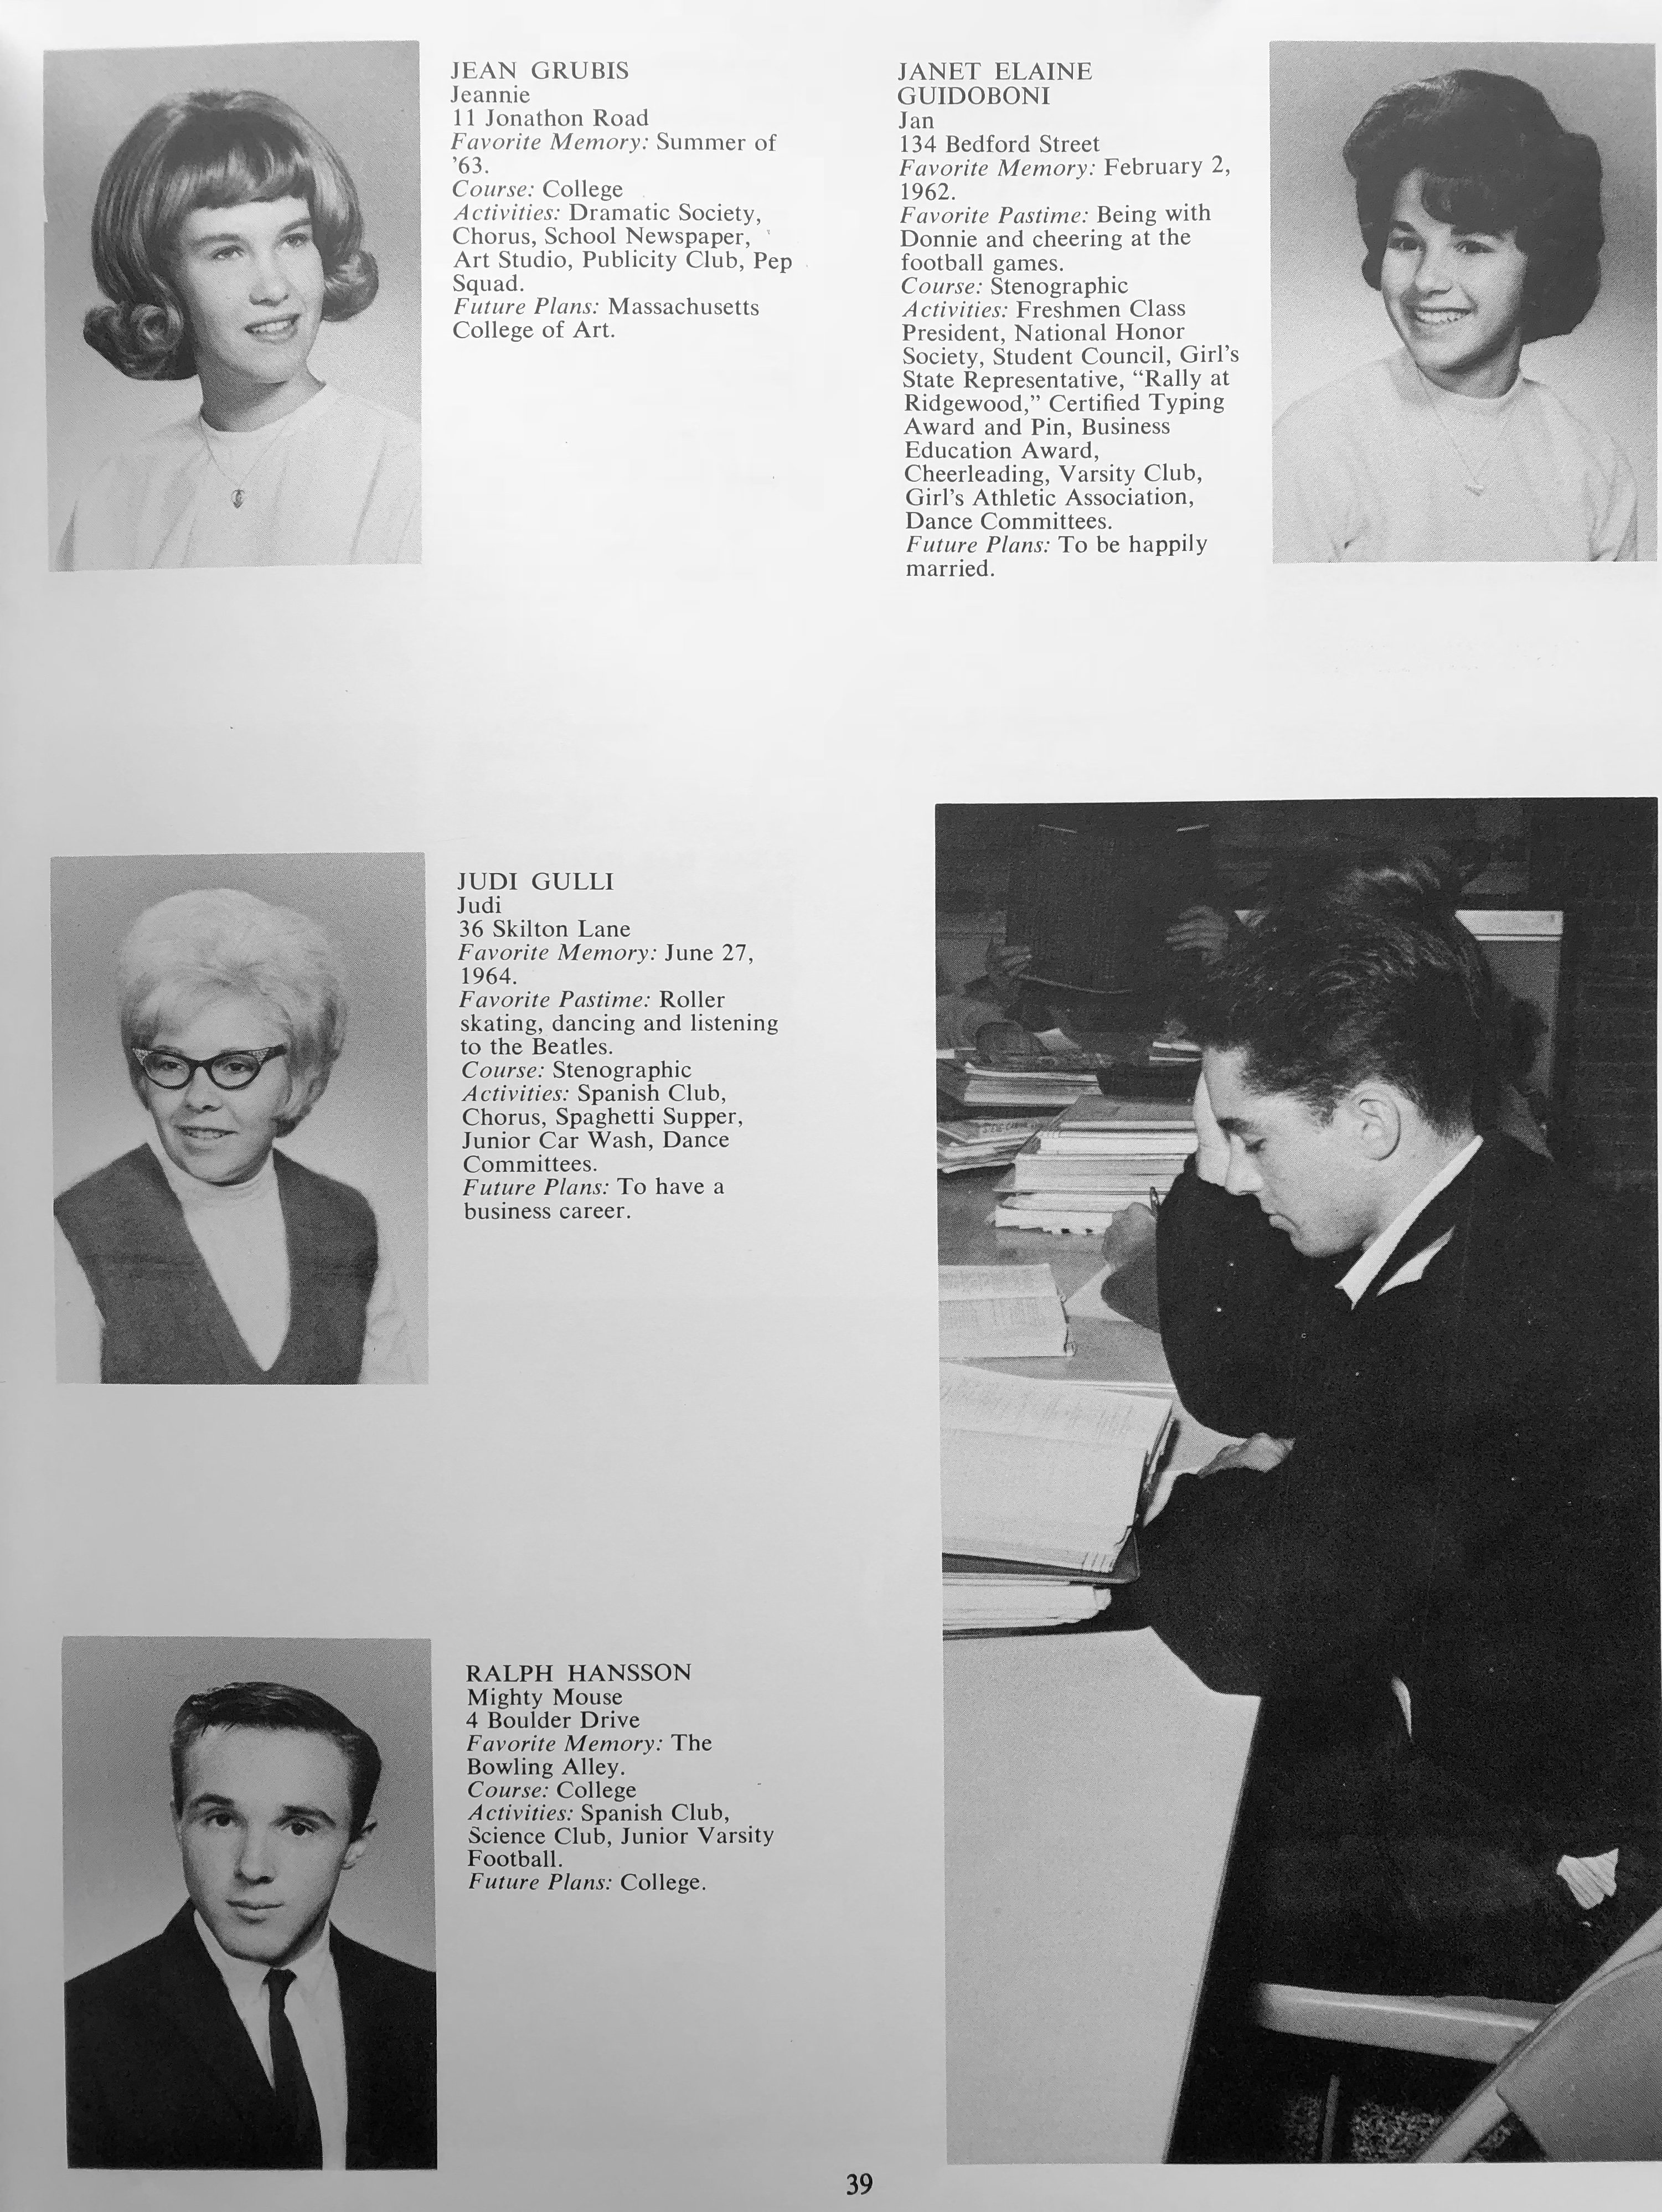 JEAN GRUBIS
Jeannie
11 Jonathon Road
Favorite Memory: Summer of
'63.
Course: College
Activities: Dramatic Society,
Chorus, School Newspaper,
Art Studio, Publicity Club, Pep
Squad.
Future Plans: Massachusetts
College of Art.
JANET ELAINE
GUIDOBONI
Jan
134 Bedford Street
Favorite Memory: February 2,
1962.
Favorite Pastime: Being with
Donnie and cheering at the
football games.
Course: Stenographic
Activities: Freshmen Class
President, National Honor
Society, Student Council, Girl's
State Representative, "Rally at
Ridgewood," Certified Typing
Award and Pin, Business
Education Award,
Cheerleading, Varsity Club,
Girl's Athletic Association,
Dance Committees.
Future Plans: To be happily
married.
JUDI GULLI
Judi
36 Skilton Lane
Favorite Memory: June 27,
1964.
Favorite Pastime: Roller
skating, dancing and listening
to the Beatles.
Course: Stenographic
Activities: Spanish Club,
Chorus, Spaghetti Supper,
Junior Car Wash, Dance
Committees.
Future Plans: To have a
business career.
RALPH HANSSON
Mighty Mouse
4 Boulder Drive
Favorite Memory: The
Bowling Alley.
Course: College
Activities: Spanish Club,
Science Club, Junior Varsity
Football.
Future Plans: College.
39